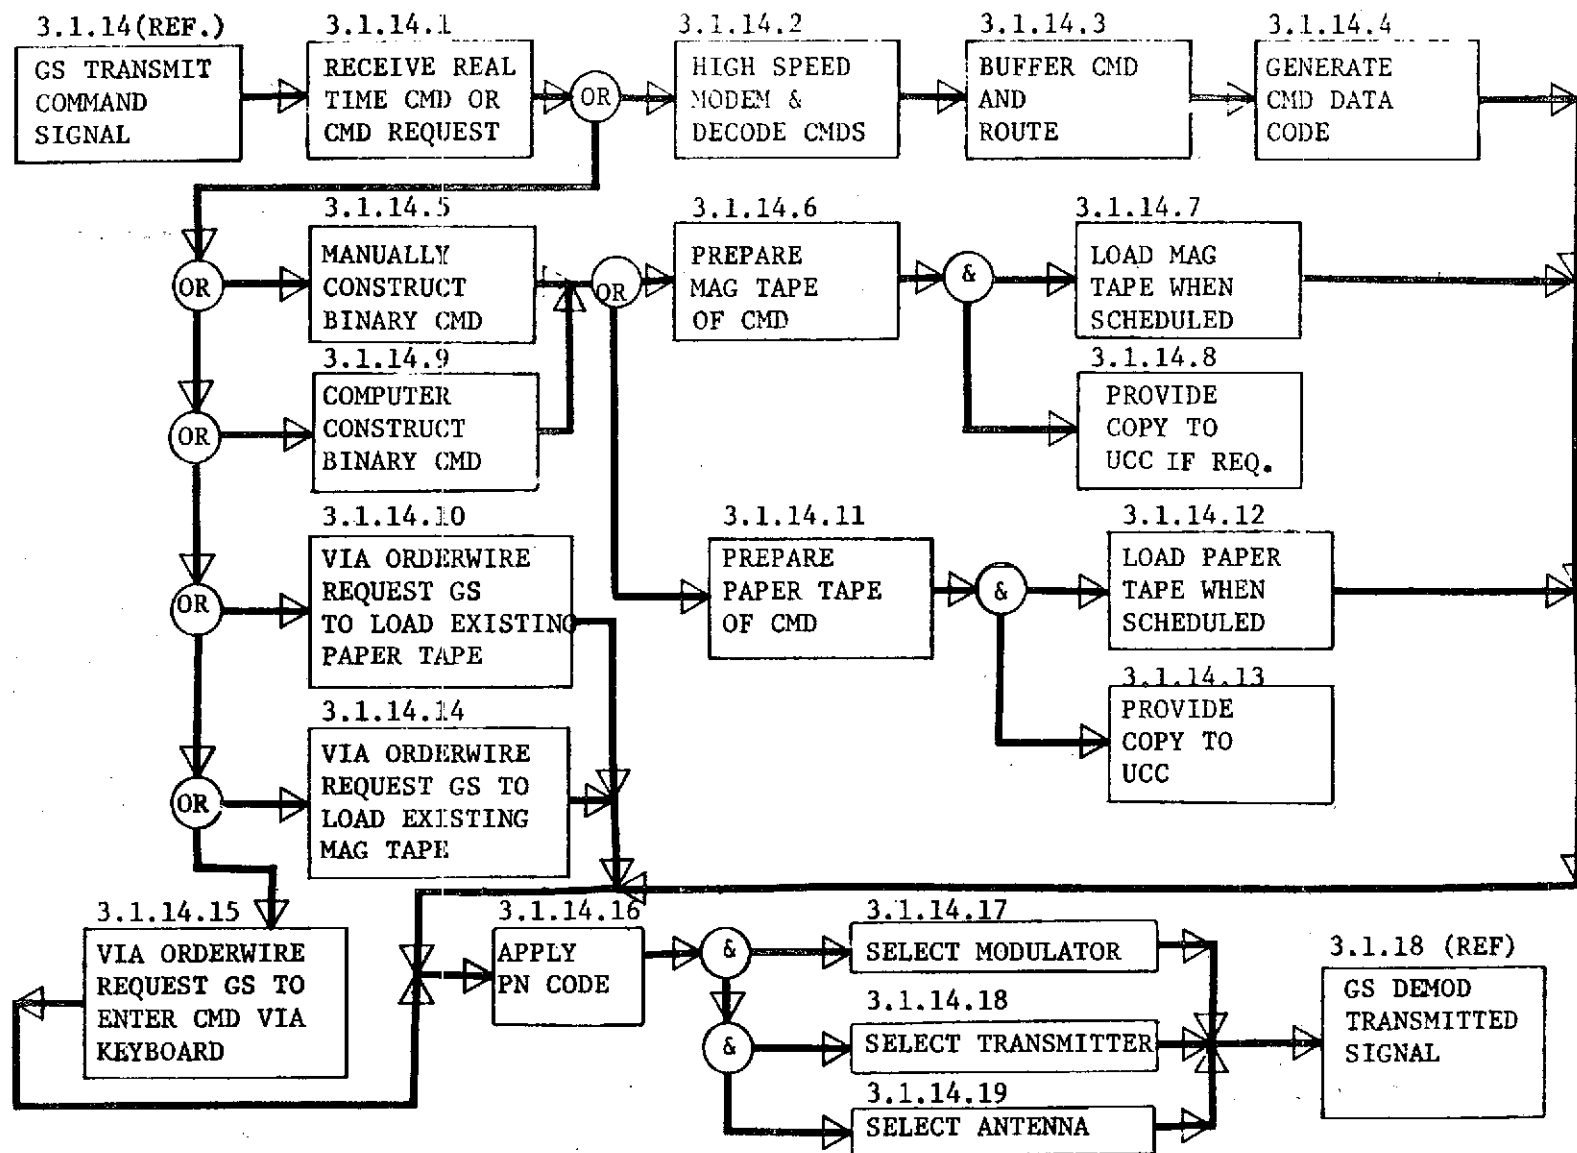 3.1.14(REF.)
GS TRANSMIT
COMMAND
SIGNAL
3.1.14.1
RECEIVE REAL
TIME CMD OR
CMD REQUEST
OR
3.1.14.2
HIGH SPEED
MODEM &
DECODE CMDS
3.1.14.3
BUFFER CMD
AND
ROUTE
3.1.14.4
GENERATE
CMD DATA
CODE
OR
3.1.14.5
MANUALLY
CONSTRUCT
BINARY CMD
OR
3.1.14.6
PREPARE
MAG TAPE
OF CMD
&
3.1.14.7
LOAD MAG
TAPE WHEN
SCHEDULED
3.1.14.8
PROVIDE
COPY TO
UCC IF REQ.
OR
3.1.14.9
COMPUTER
CONSTRUCT
BINARY CMD
OR
3.1.14.10
VIA ORDERWIRE
REQUEST GS
TO LOAD EXISTING
PAPER TAPE
3.1.14.11
PREPARE
PAPER TAPE
OF CMD
&
3.1.14.12
LOAD PAPER
TAPE WHEN
SCHEDULED
3.1.14.13
PROVIDE
COPY TO
UCC
OR
3.1.14.14
VIA ORDERWIRE
REQUEST GS TO
LOAD EXISTING
MAG TAPE
3.1.14.15
VIA ORDERWIRE
REQUEST GS TO
ENTER CMD VIA
KEYBOARD
3.1.14.16
APPLY
PN CODE
&
3.1.14.17
SELECT MODULATOR
&
3.1.14.18
SELECT TRANSMITTER
3.1.14.19
SELECT ANTENNA
3.1.18 (REF)
GS DEMOD
TRANSMITTED
SIGNAL